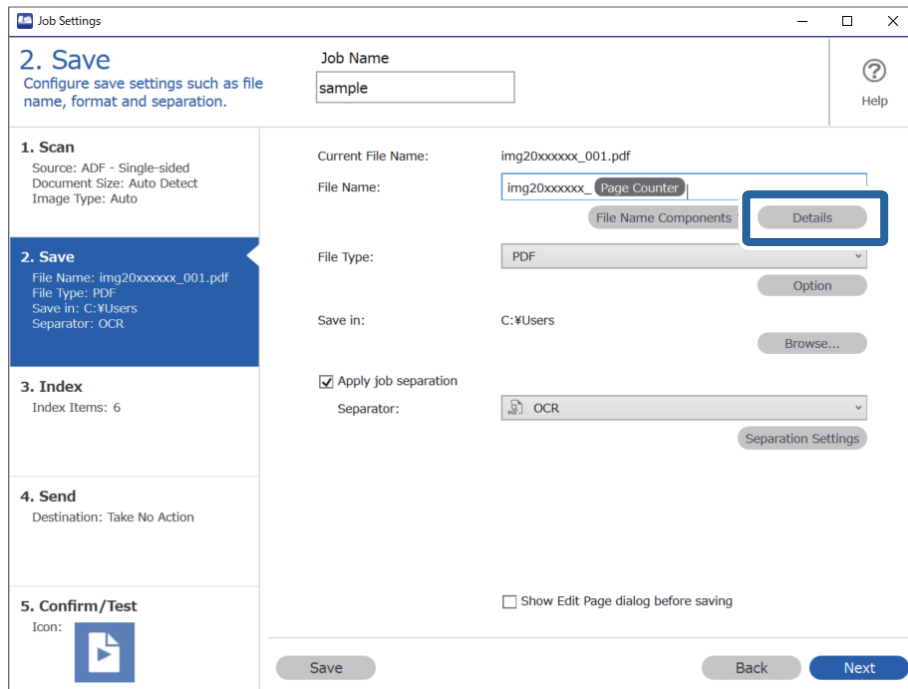 Job Settings
2. Save
Configure save settings such as file
name, format and separation.
Job Name
sample
Help
1. Scan
Source: ADF - Single-sided
Document Size: Auto Detect
Image Type: Auto
2. Save
File Name: img20xxxxxx_001.pdf
File Type: PDF
Save in: C:¥Users
Separator: OCR
3. Index
Index Items: 6
4. Send
Destination: Take No Action
5. Confirm/Test
Icon:
Current File Name: img20xxxxxx_001.pdf
File Name: img20xxxxxx_ Page Counter
File Name Components Details
File Type: PDF
Option
Save in: C:¥Users
Browse...
Apply job separation
Separator: OCR
Separation Settings
Show Edit Page dialog before saving
Save Back Next